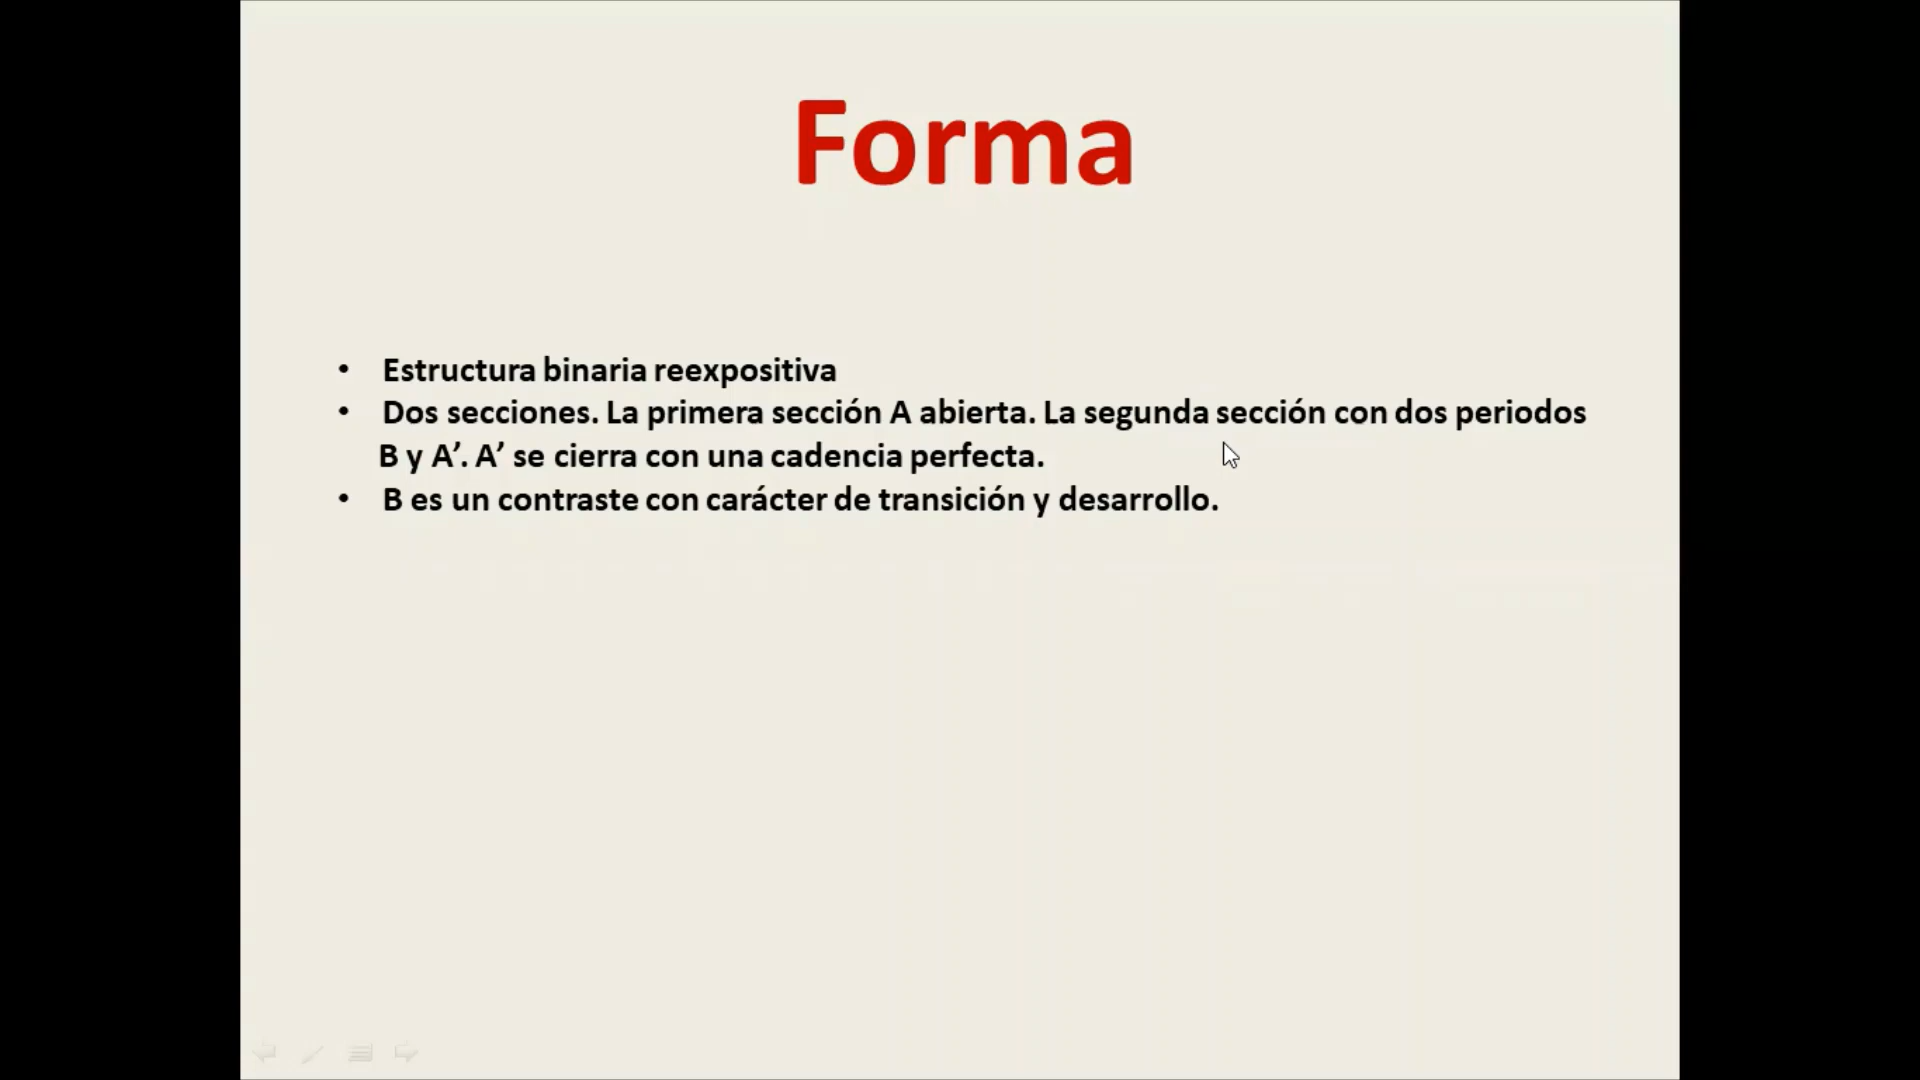 Forma
• Estructura binaria reexpositiva
• Dos secciones. La primera sección A abierta. La segunda sección con dos periodos
B y A’. A’ se cierra con una cadencia perfecta.
• B es un contraste con carácter de transición y desarrollo.